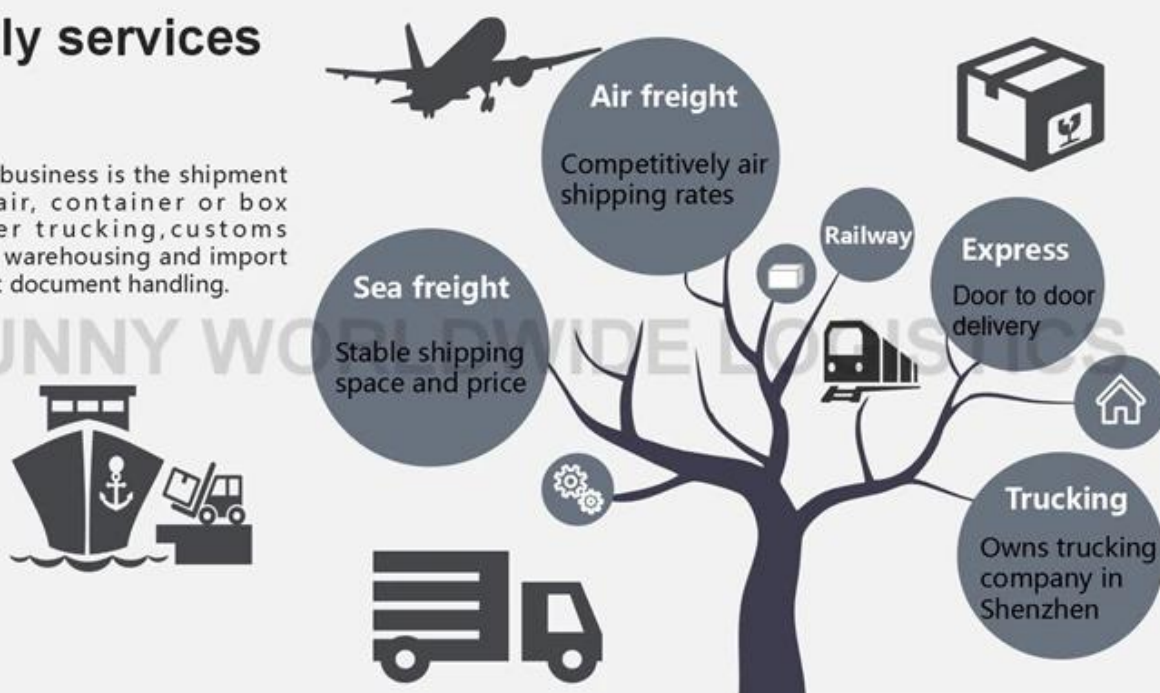 ly services
business is the shipment
air, container or box
er trucking,customs
warehousing and import
t document handling.
Air freight
Competitively air
shipping rates
Railway
Express
Door to door
delivery
Sea freight
Stable shipping
space and price
UNNY WORLDWIDE LOGISTICS
Trucking
Owns trucking
company in
Shenzhen